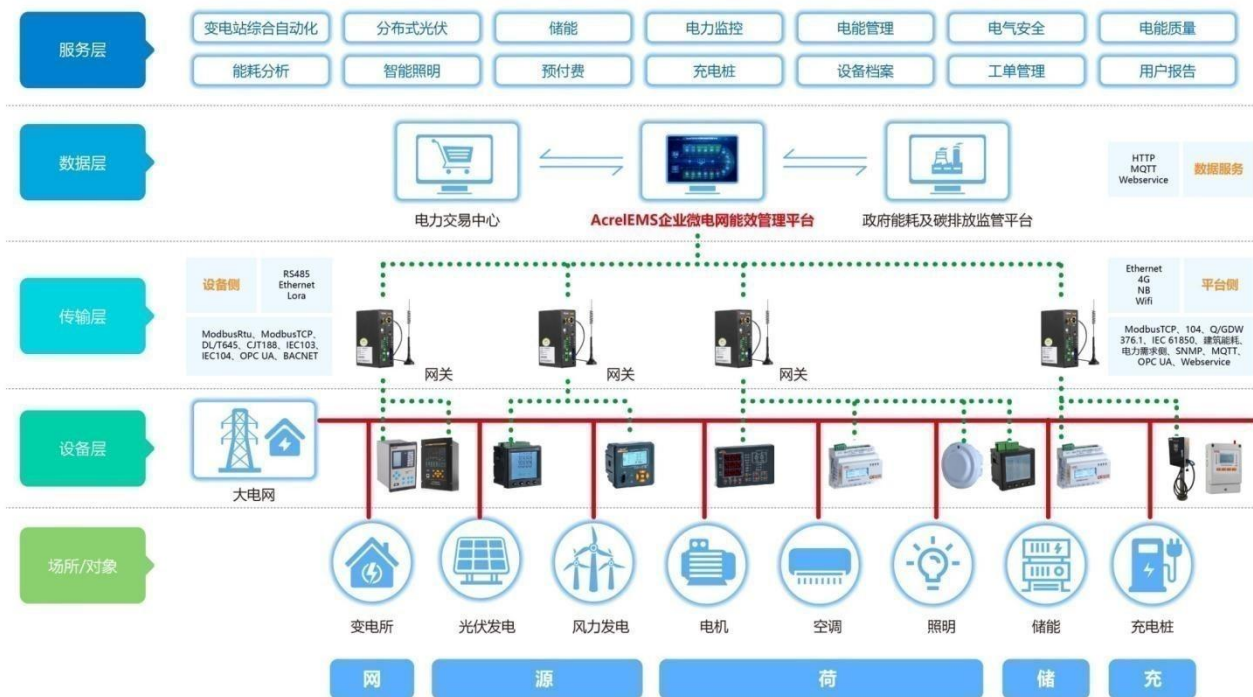 服务层
变电站综合自动化
分布式光伏
储能
电力监控
电能管理
电气安全
电能质量
能耗分析
智能照明
预付费
充电桩
设备档案
工单管理
用户报告
数据层
电力交易中心
AcrelEMS企业微电网能效管理平台
政府能耗及碳排放监管平台
HTTP
MQTT
Webservice
数据服务
传输层
设备侧
RS485
Ethernet
Lora
ModbusRtu、ModbusTCP、
DL/T645、CJT188、IEC103、
IEC104、OPC UA、BACNET
网关
网关
网关
Ethernet
4G
NB
Wifi
平台侧
ModbusTCP、104、Q/GDW
376.1、IEC 61850、建筑能耗、
电力需求侧、SNMP、MQTT、
OPC UA、Webservice
设备层
大电网
场所/对象
变电所
光伏发电
风力发电
电机
空调
照明
储能
充电桩
网
源
荷
储
充